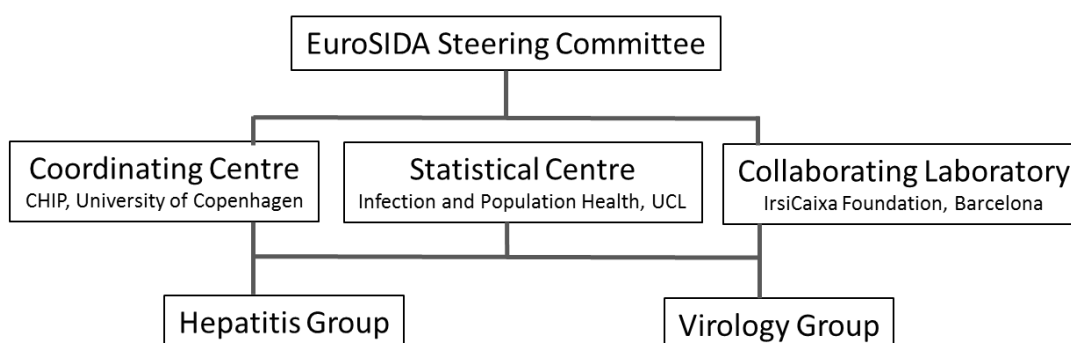 EuroSIDA Steering Committee
Coordinating Centre
CHIP, University of Copenhagen
Statistical Centre
Infection and Population Health, UCL
Collaborating Laboratory
IrsiCaixa Foundation, Barcelona
Hepatitis Group
Virology Group